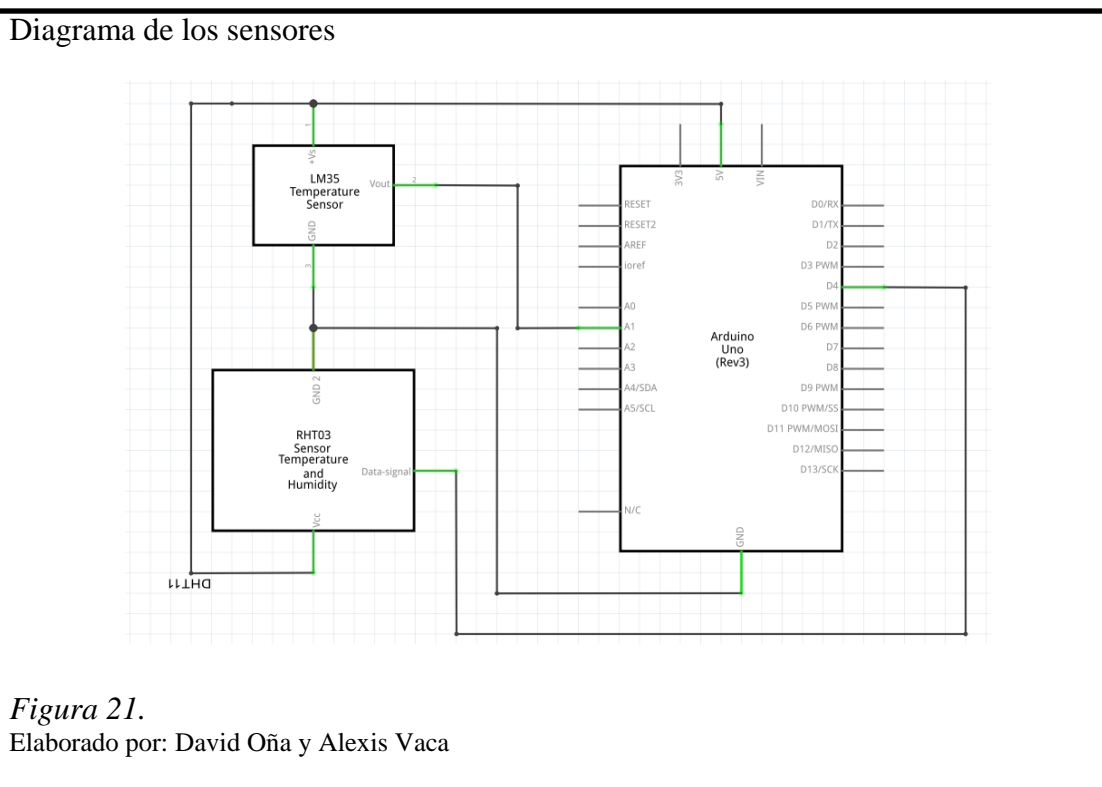 Diagrama de los sensores
1
+Vs
LM35
Temperature
Sensor
Vout
2
GND
3
GND 2
RHT03
Sensor
Temperature
and
Humidity
Data-signal
Vcc
DHT11
3V3
5V
VIN
RESET
RESET2
AREF
ioref
A0
A1
A2
A3
A4/SDA
A5/SCL
N/C
Arduino
Uno
(Rev3)
D0/RX
D1/TX
D2
D3 PWM
D4
D5 PWM
D6 PWM
D7
D8
D9 PWM
D10 PWM/SS
D11 PWM/MOSI
D12/MISO
D13/SCK
GND
Figura 21.
Elaborado por: David Oña y Alexis Vaca